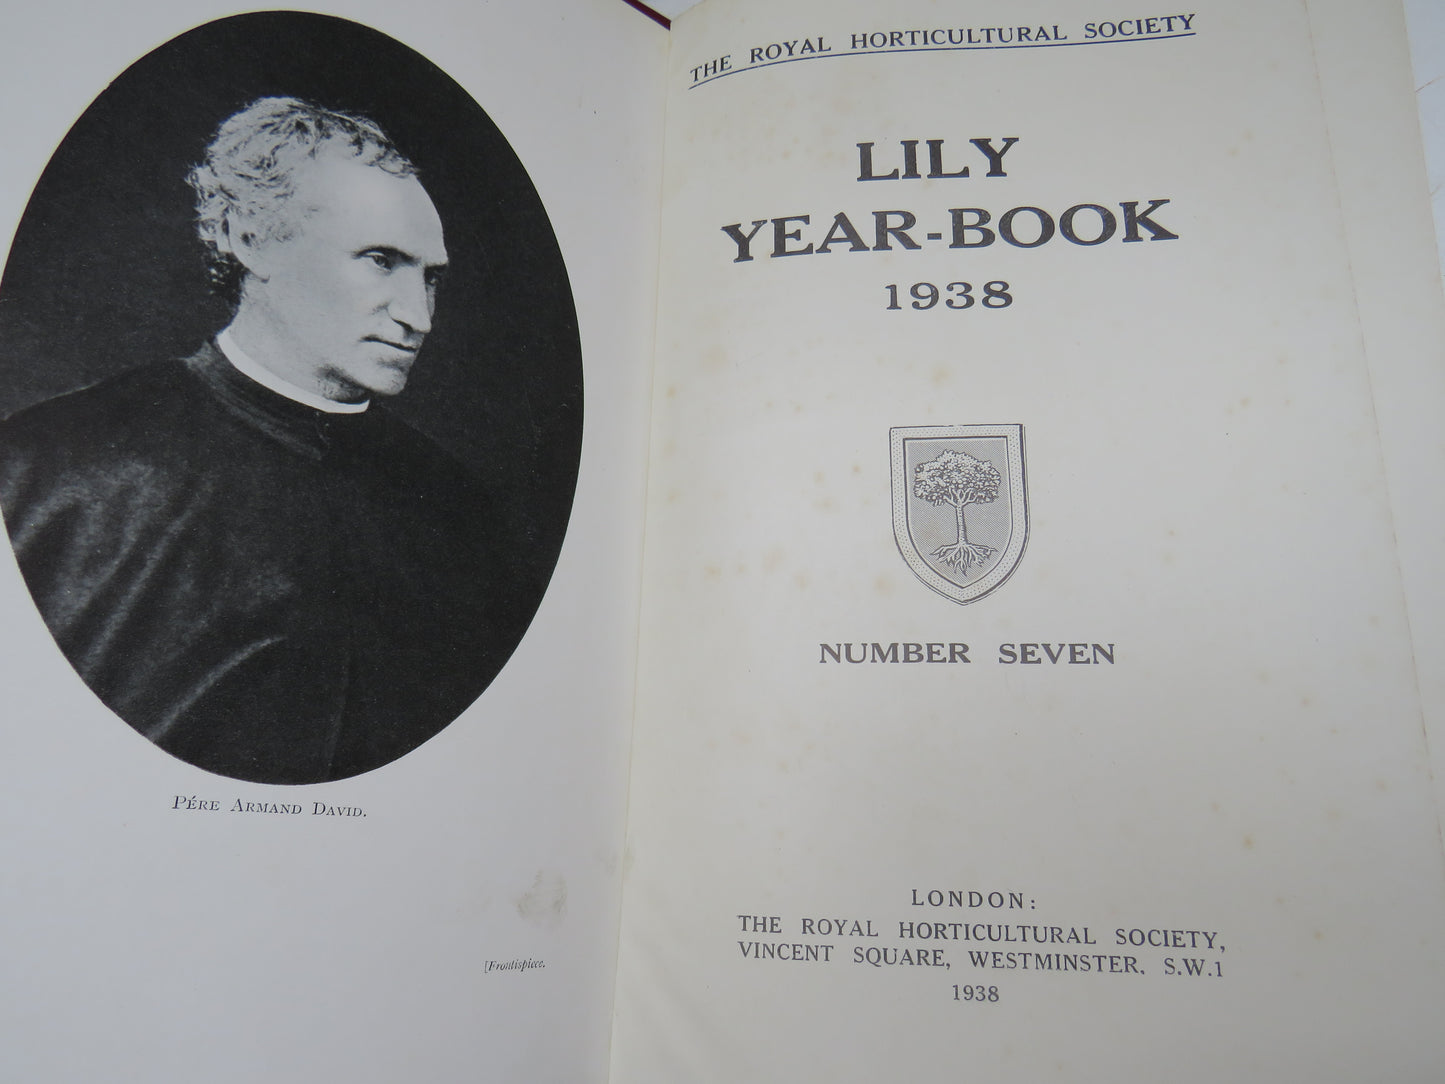 PÉRE ARMAND DAVID.
[Frontispiece.
THE ROYAL HORTICULTURAL SOCIETY
LILY
YEAR-BOOK
1938
NUMBER SEVEN
LONDON:
THE ROYAL HORTICULTURAL SOCIETY,
VINCENT SQUARE, WESTMINSTER. S.W.1
1938